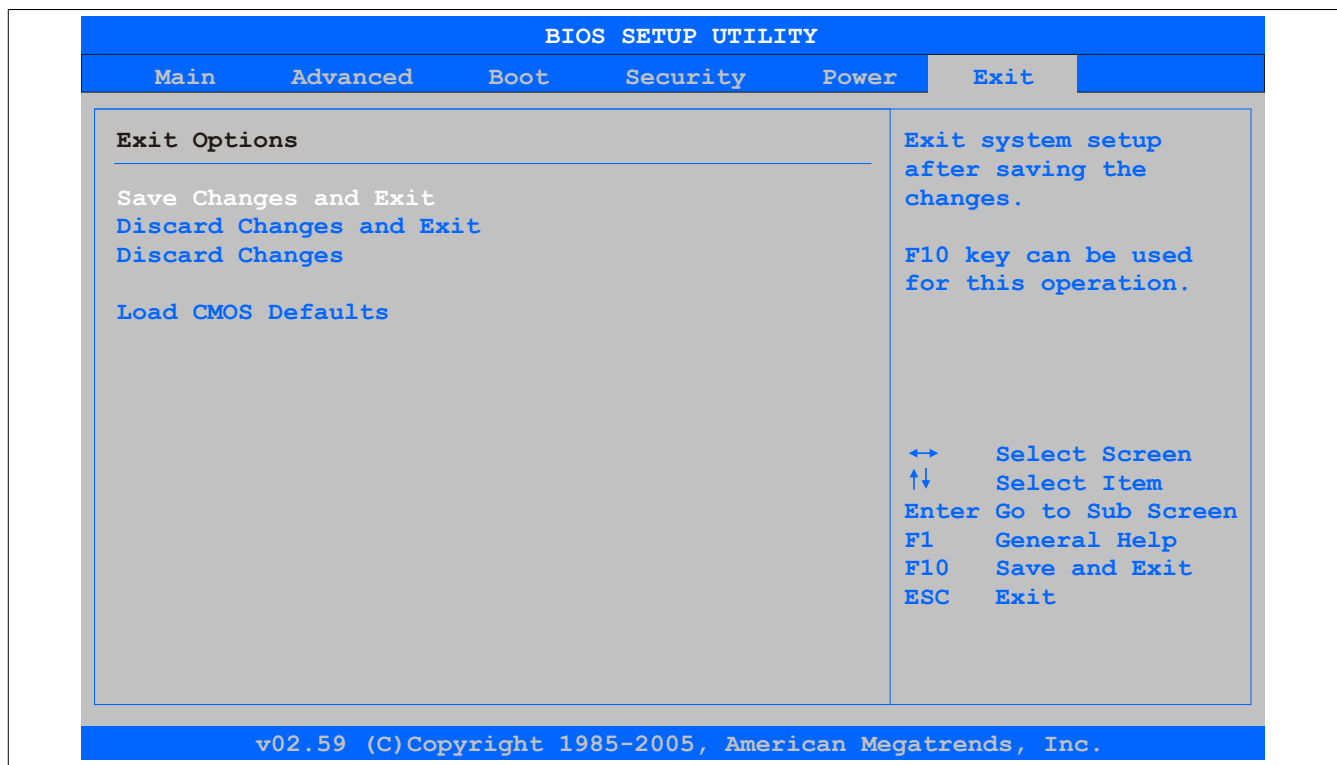 BIOS SETUP UTILITY
Main Advanced Boot Security Power Exit
Exit Options
Save Changes and Exit
Discard Changes and Exit
Discard Changes
Load CMOS Defaults
Exit system setup
after saving the
changes.
F10 key can be used
for this operation.
↔ Select Screen
↑↓ Select Item
Enter Go to Sub Screen
F1 General Help
F10 Save and Exit
ESC Exit
v02.59 (C)Copyright 1985-2005, American Megatrends, Inc.